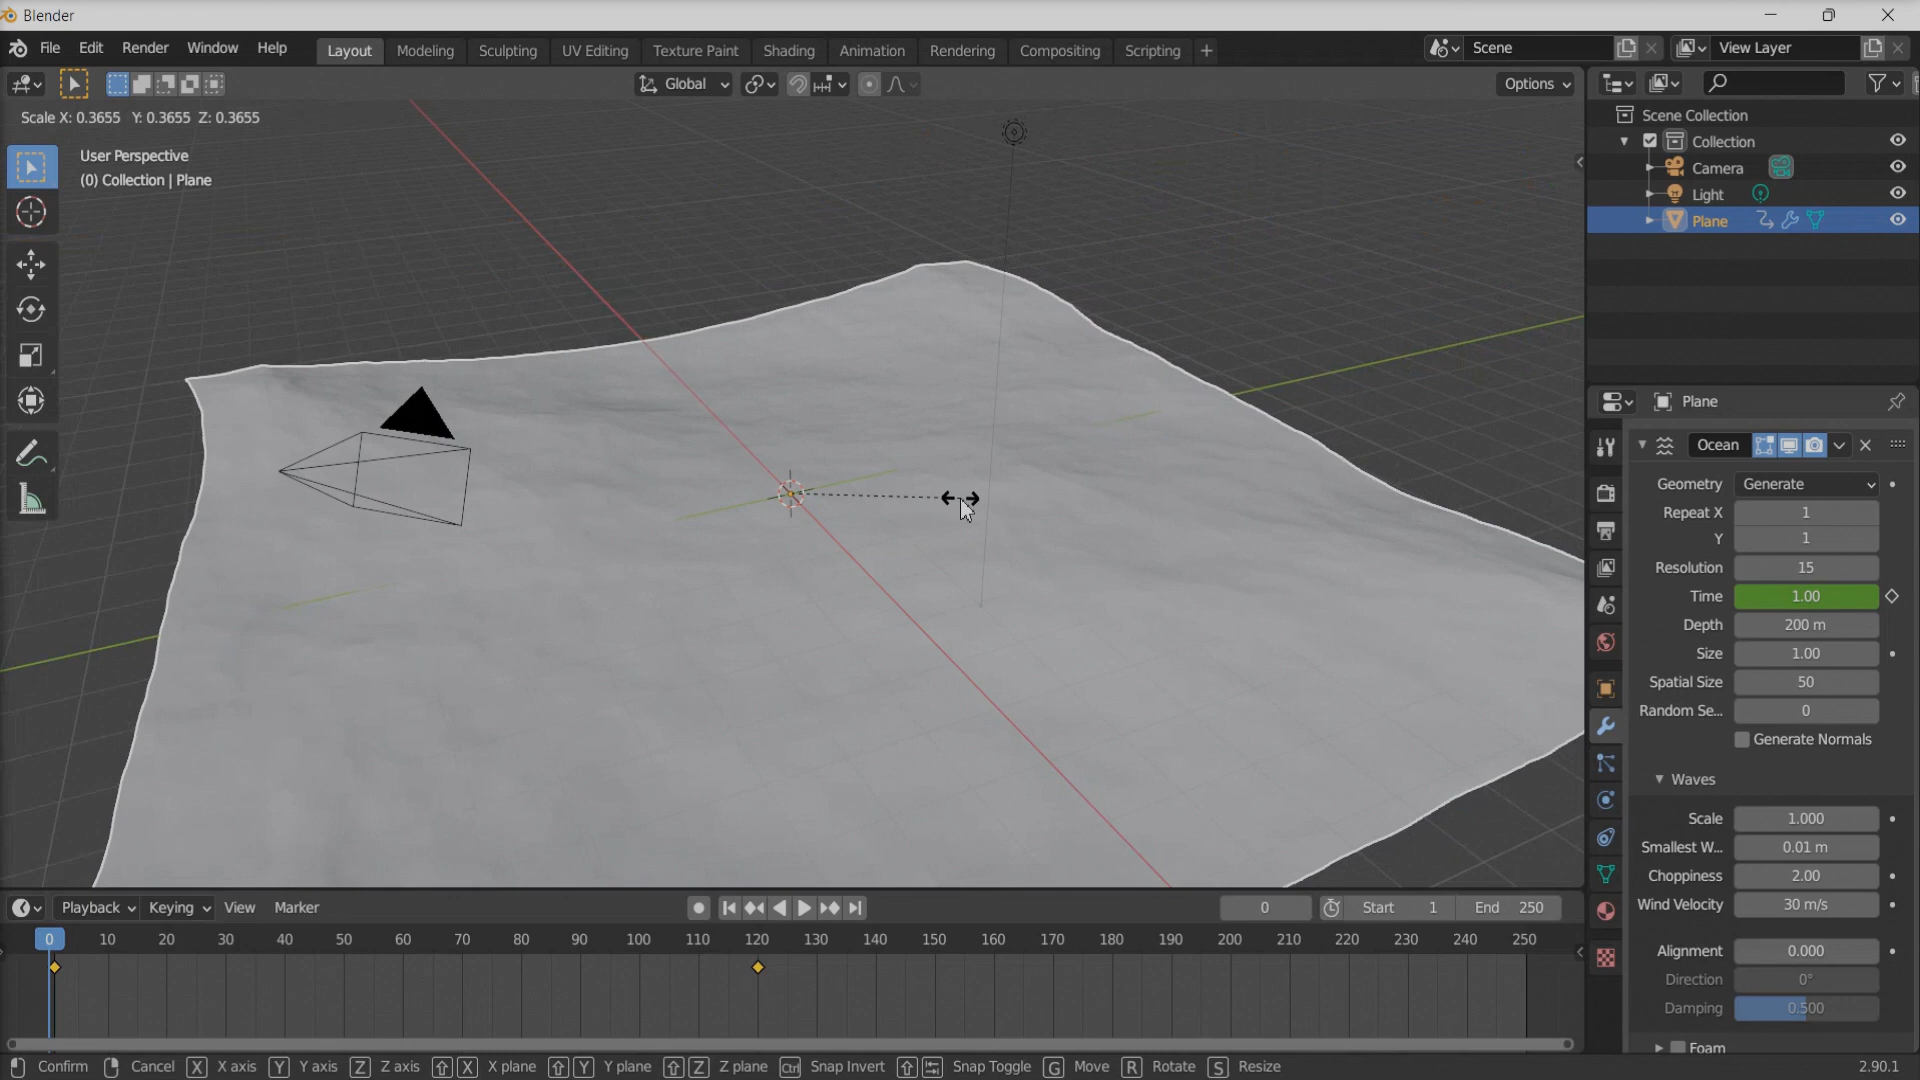 Blender
File Edit Render Window Help Layout Modeling Sculpting UV Editing Texture Paint Shading Animation Rendering Compositing Scripting + Scene View Layer
Global Options
Scale X: 0.3655 Y: 0.3655 Z: 0.3655
User Perspective
(0) Collection | Plane
Scene Collection
Collection
Camera
Light
Plane
Plane
Ocean
Geometry Generate
Repeat X 1
Y 1
Resolution 15
Time 1.00
Depth 200 m
Size 1.00
Spatial Size 50
Random Se... 0
Generate Normals
Waves
Scale 1.000
Smallest W... 0.01 m
Choppiness 2.00
Wind Velocity 30 m/s
Alignment 0.000
Direction 0°
Damping 0.500
Foam
Playback Keying View Marker 0 Start 1 End 250
0 10 20 30 40 50 60 70 80 90 100 110 120 130 140 150 160 170 180 190 200 210 220 230 240 250
Confirm Cancel X X axis Y Y axis Z Z axis X X plane Y Y plane Z Z plane Ctrl Snap Invert Snap Toggle G Move R Rotate S Resize 2.90.1